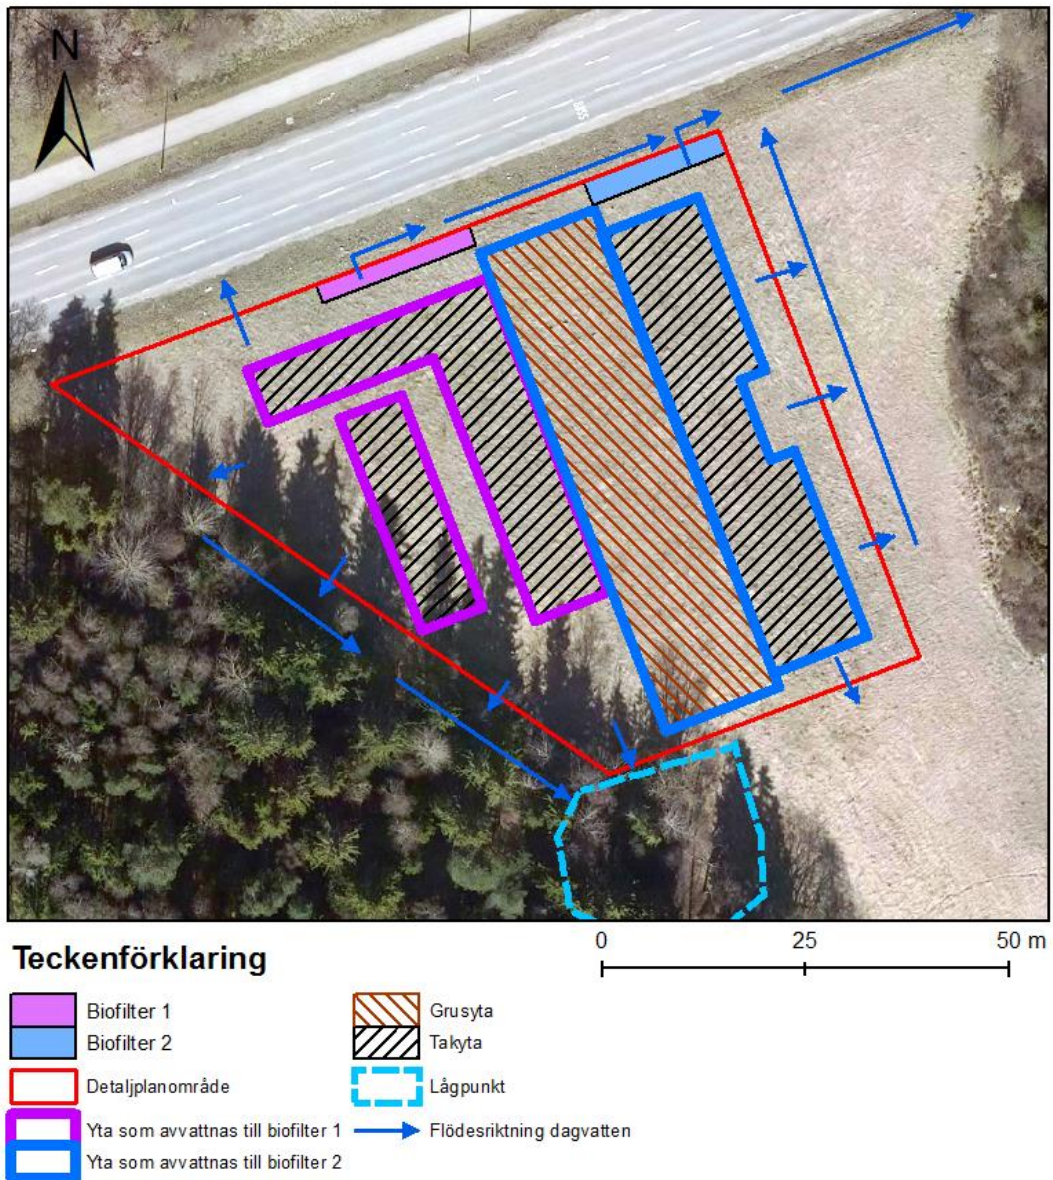 N
0 25 50 m
Teckenförklaring
Biofilter 1
Biofilter 2
Detaljplanområde
Yta som avvattnas till biofilter 1
Yta som avvattnas till biofilter 2
Grusyta
Takyta
Lågpunkt
Flödesriktning dagvatten